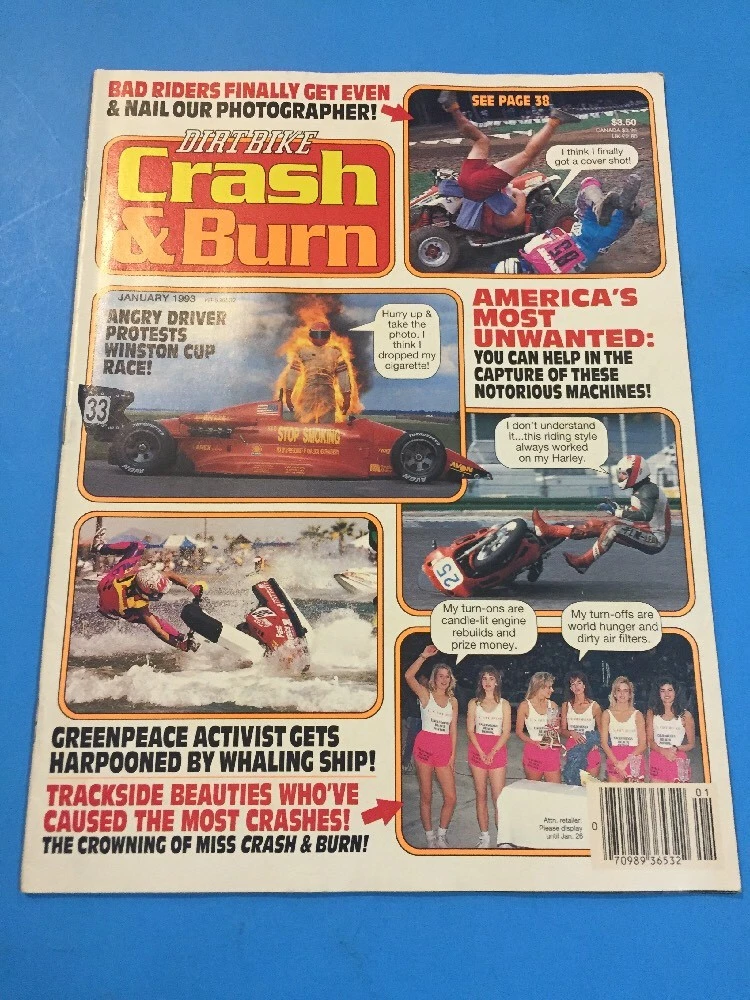 BAD RIDERS FINALLY GET EVEN
& NAIL OUR PHOTOGRAPHER!
SEE PAGE 38
$3.50
I think I finally
got a cover shot!
DIRT BIKE
Crash
& Burn
JANUARY 1993
ANGRY DRIVER
PROTESTS
WINSTON CUP
RACE!
Hurry up &
take the
photo. I
think I
dropped my
cigarette!
33
STOP SMOKING
AVON
AMERICA'S
MOST
UNWANTED:
YOU CAN HELP IN THE
CAPTURE OF THESE
NOTORIOUS MACHINES!
I don't understand
it...this riding style
always worked
on my Harley.
25
My turn-ons are
candle-lit engine
rebuilds and
prize money.
My turn-offs are
world hunger and
dirty air filters.
GREENPEACE ACTIVIST GETS
HARPOONED BY WHALING SHIP!
TRACKSIDE BEAUTIES WHO'VE
CAUSED THE MOST CRASHES!
THE CROWNING OF MISS CRASH & BURN!
Attn. retailer:
Please display
until Jan. 26
01
0 70989 36532